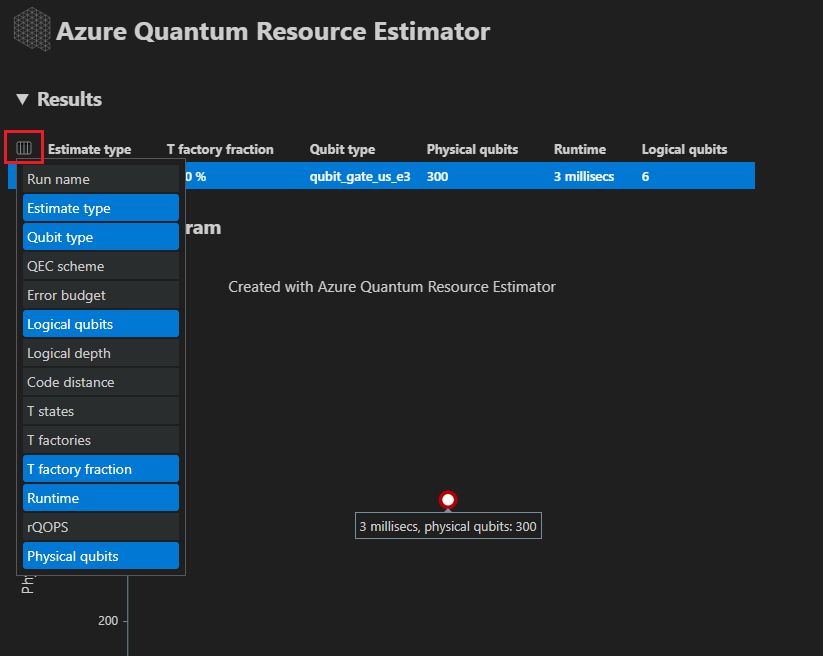 Azure Quantum Resource Estimator
▼ Results
Estimate type T factory fraction Qubit type Physical qubits Runtime Logical qubits
0 % qubit_gate_us_e3 300 3 millisecs 6
Run name
Estimate type
Qubit type
QEC scheme
Error budget
Logical qubits
Logical depth
Code distance
T states
T factories
T factory fraction
Runtime
rQOPS
Physical qubits
ram
Created with Azure Quantum Resource Estimator
3 millisecs, physical qubits: 300
Ph
200